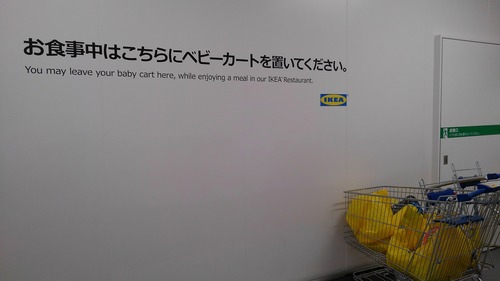 お食事中はこちらにベビーカートを置いてください。
You may leave your baby cart here, while enjoying a meal in our IKEA Restaurant.
IKEA